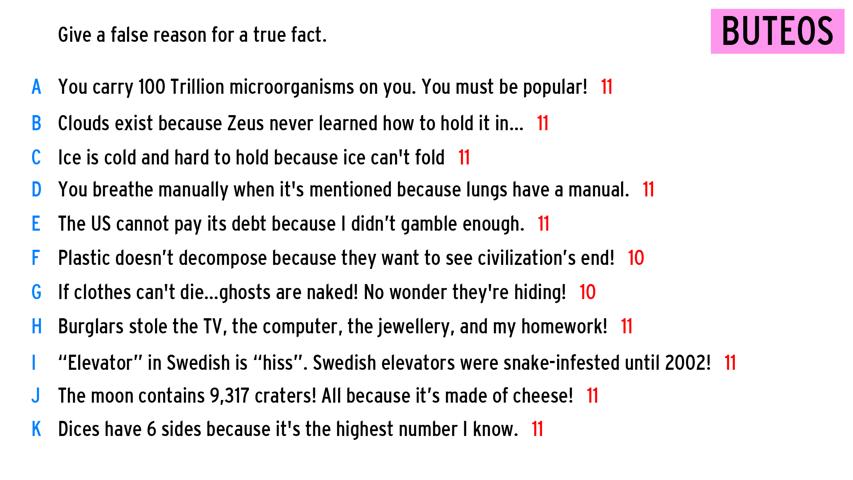 Give a false reason for a true fact.
BUTEOS
A You carry 100 Trillion microorganisms on you. You must be popular! 11
B Clouds exist because Zeus never learned how to hold it in... 11
C Ice is cold and hard to hold because ice can't fold 11
D You breathe manually when it's mentioned because lungs have a manual. 11
E The US cannot pay its debt because I didn’t gamble enough. 11
F Plastic doesn’t decompose because they want to see civilization’s end! 10
G If clothes can't die...ghosts are naked! No wonder they're hiding! 10
H Burglars stole the TV, the computer, the jewellery, and my homework! 11
I “Elevator” in Swedish is “hiss”. Swedish elevators were snake-infested until 2002! 11
J The moon contains 9,317 craters! All because it’s made of cheese! 11
K Dices have 6 sides because it's the highest number I know. 11